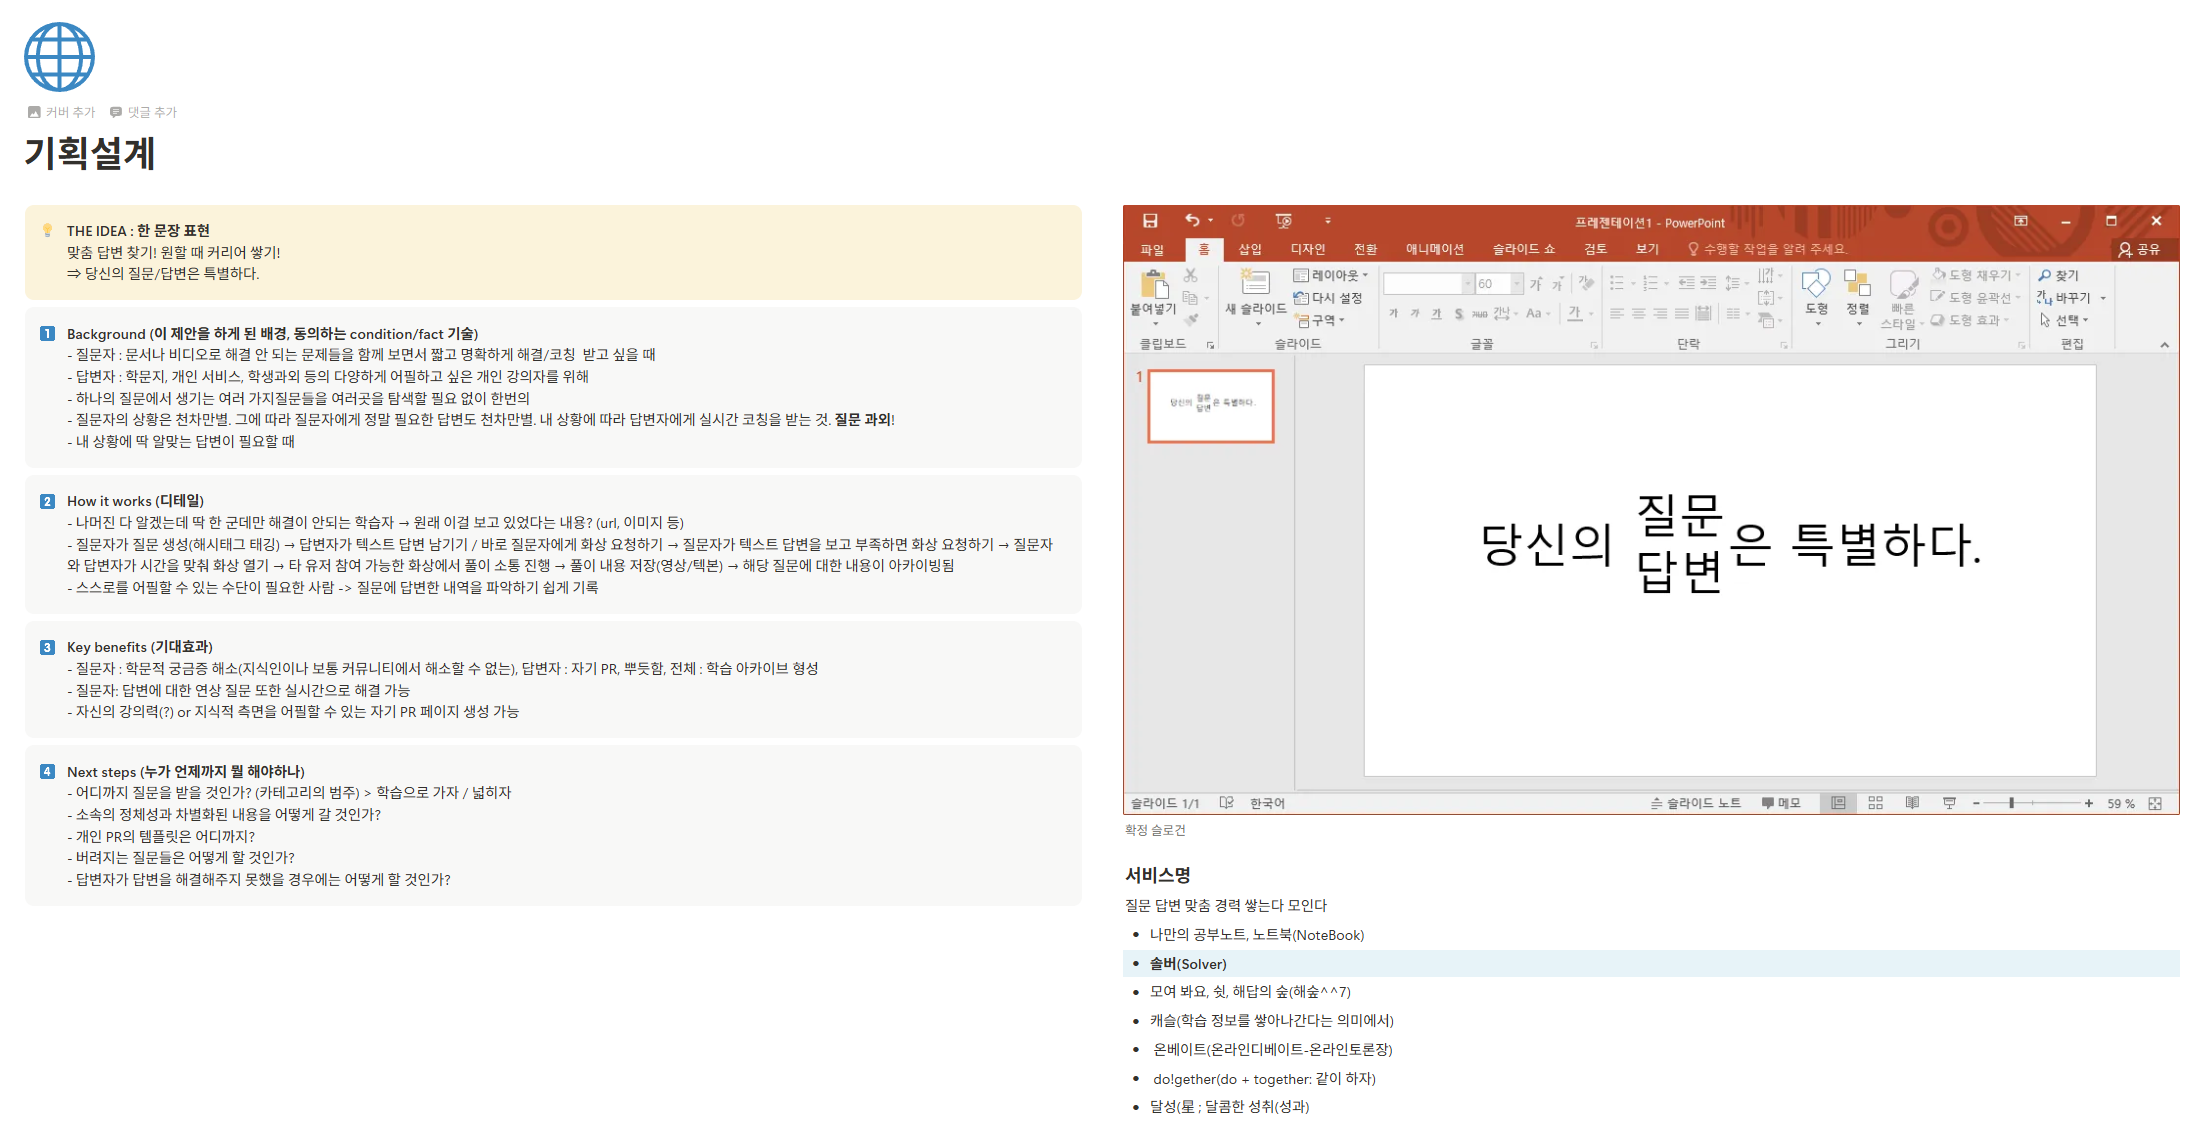 커버 추가 댓글 추가
기획설계
THE IDEA : 한 문장 표현
맞춤 답변 찾기! 원할 때 커리어 쌓기!
⇒ 당신의 질문/답변은 특별하다.
1 Background (이 제안을 하게 된 배경, 동의하는 condition/fact 기술)
- 질문자 : 문서나 비디오로 해결 안 되는 문제들을 함께 보면서 짧고 명확하게 해결/코칭 받고 싶을 때
- 답변자 : 학문지, 개인 서비스, 학생과외 등의 다양하게 어필하고 싶은 개인 강의자를 위해
- 하나의 질문에서 생기는 여러 가지질문들을 여러곳을 탐색할 필요 없이 한번의
- 질문자의 상황은 천차만별. 그에 따라 질문자에게 정말 필요한 답변도 천차만별. 내 상황에 따라 답변자에게 실시간 코칭을 받는 것. 질문 과외!
- 내 상황에 딱 알맞는 답변이 필요할 때
2 How it works (디테일)
- 나머진 다 알겠는데 딱 한 군데만 해결이 안되는 학습자 → 원래 이걸 보고 있었다는 내용? (url, 이미지 등)
- 질문자가 질문 생성(해시태그 태깅) → 답변자가 텍스트 답변 남기기 / 바로 질문자에게 화상 요청하기 → 질문자가 텍스트 답변을 보고 부족하면 화상 요청하기 → 질문자
와 답변자가 시간을 맞춰 화상 열기 → 타 유저 참여 가능한 화상에서 풀이 소통 진행 → 풀이 내용 저장(영상/텍본) → 해당 질문에 대한 내용이 아카이빙됨
- 스스로를 어필할 수 있는 수단이 필요한 사람 -> 질문에 답변한 내역을 파악하기 쉽게 기록
3 Key benefits (기대효과)
- 질문자 : 학문적 궁금증 해소(지식인이나 보통 커뮤니티에서 해소할 수 없는), 답변자 : 자기 PR, 뿌듯함, 전체 : 학습 아카이브 형성
- 질문자: 답변에 대한 연상 질문 또한 실시간으로 해결 가능
- 자신의 강의력(?) or 지식적 측면을 어필할 수 있는 자기 PR 페이지 생성 가능
4 Next steps (누가 언제까지 뭘 해야하나)
- 어디까지 질문을 받을 것인가? (카테고리의 범주) > 학습으로 가자 / 넓히자
- 소속의 정체성과 차별화된 내용을 어떻게 갈 것인가?
- 개인 PR의 템플릿은 어디까지?
- 버려지는 질문들은 어떻게 할 것인가?
- 답변자가 답변을 해결해주지 못했을 경우에는 어떻게 할 것인가?
프레젠테이션1 - PowerPoint
파일 홈 삽입 디자인 전환 애니메이션 슬라이드 쇼 검토 보기 수행할 작업을 알려 주세요. 공유
붙여넣기
새 슬라이드
레이아웃
다시 설정
구역
60
가 가 가 S abc 간나 Aa 가
도형
정렬
빠른
스타일
도형 채우기
도형 윤곽선
도형 효과
찾기
바꾸기
선택
클립보드 슬라이드 글꼴 단락 그리기 편집
1
당신의 질문 은 특별하다.
답변
당신의 질문 은 특별하다.
답변
슬라이드 1/1 한국어 슬라이드 노트 메모 59 %
확정 슬로건
서비스명
질문 답변 맞춤 경력 쌓는다 모인다
• 나만의 공부노트, 노트북(NoteBook)
• 솔버(Solver)
• 모여 봐요, 쉿, 해답의 숲(해숲^^7)
• 캐슬(학습 정보를 쌓아나간다는 의미에서)
• 온베이트(온라인디베이트-온라인토론장)
• do!gether(do + together: 같이 하자)
• 달성(星 ; 달콤한 성취(성과)